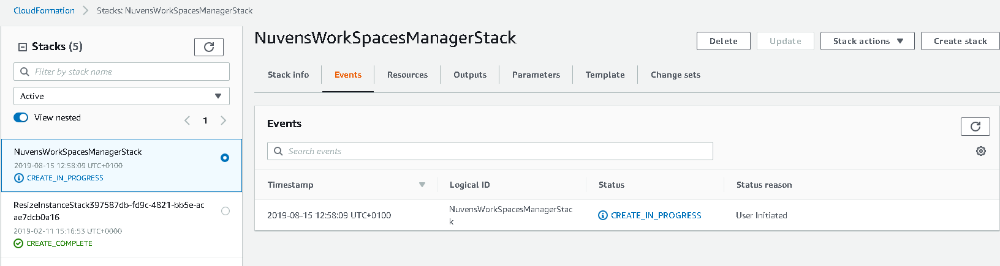 CloudFormation > Stacks: NuvensWorkSpacesManagerStack
Stacks (5)
Filter by stack name
Active
View nested
1
NuvensWorkSpacesManagerStack
2019-08-15 12:58:09 UTC+0100
CREATE_IN_PROGRESS
ResizeInstanceStack397587db-fd9c-4821-bb5e-ac
ae7dcb0a16
2019-02-11 15:16:53 UTC+0000
CREATE_COMPLETE
NuvensWorkSpacesManagerStack
Delete Update Stack actions Create stack
Stack info Events Resources Outputs Parameters Template Change sets
Events
Search events
Timestamp Logical ID Status Status reason
2019-08-15 12:58:09 UTC+0100 NuvensWorkSpacesManagerStac
k CREATE_IN_PROGRESS User Initiated